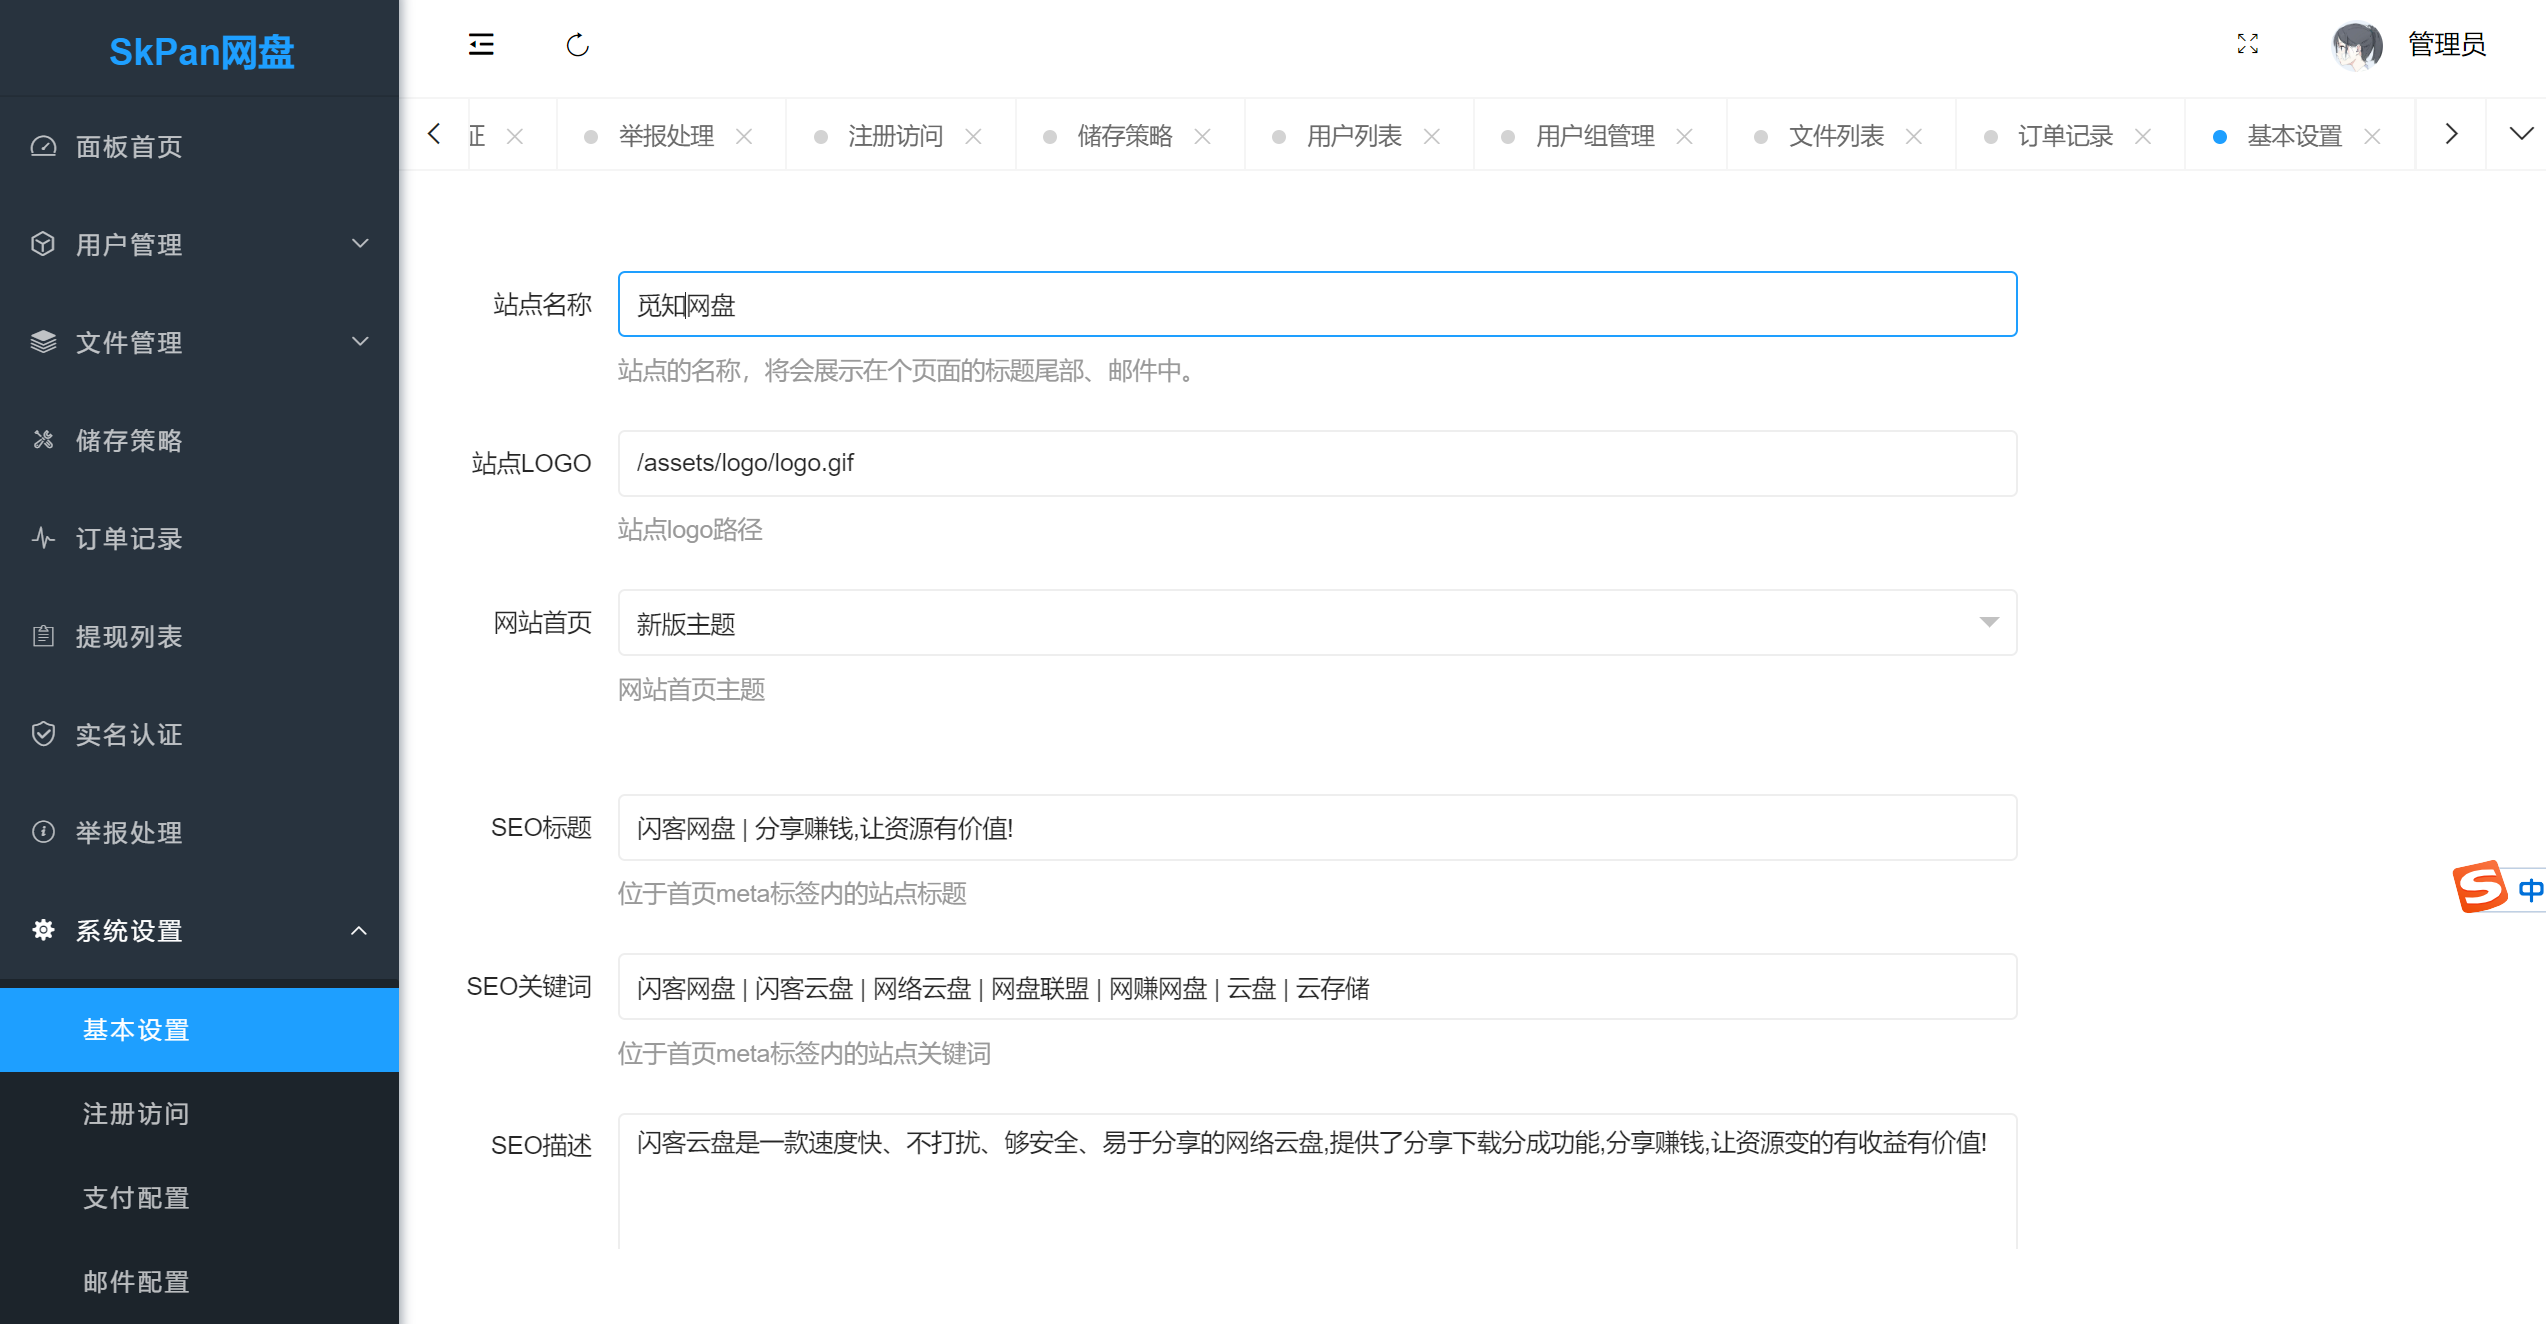 SkPan网盘
面板首页
用户管理
文件管理
储存策略
订单记录
提现列表
实名认证
举报处理
系统设置
基本设置
注册访问
支付配置
邮件配置
管理员
证 举报处理 注册访问 储存策略 用户列表 用户组管理 文件列表 订单记录 基本设置
站点名称 觅知网盘
站点的名称，将会展示在个页面的标题尾部、邮件中。
站点LOGO /assets/logo/logo.gif
站点logo路径
网站首页 新版主题
网站首页主题
SEO标题 闪客网盘 | 分享赚钱,让资源有价值!
位于首页meta标签内的站点标题
SEO关键词 闪客网盘 | 闪客云盘 | 网络云盘 | 网盘联盟 | 网赚网盘 | 云盘 | 云存储
位于首页meta标签内的站点关键词
SEO描述 闪客云盘是一款速度快、不打扰、够安全、易于分享的网络云盘,提供了分享下载分成功能,分享赚钱,让资源变的有收益有价值!
中